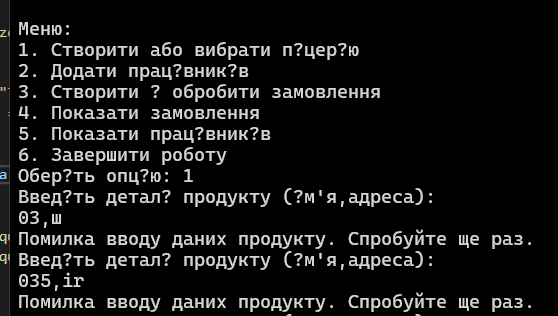 Меню:
1. Створити або вибрати п?цер?ю
2. Додати прац?вник?в
3. Створити ? обробити замовлення
4. Показати замовлення
5. Показати прац?вник?в
6. Завершити роботу
Обер?ть опц?ю: 1
Введ?ть детал? продукту (?м'я,адреса):
03,ш
Помилка вводу даних продукту. Спробуйте ще раз.
Введ?ть детал? продукту (?м'я,адреса):
035,ir
Помилка вводу даних продукту. Спробуйте ще раз.